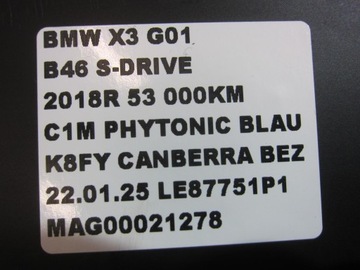 BMW X3 G01
B46 S-DRIVE
2018R 53 000KM
C1M PHYTONIC BLAU
K8FY CANBERRA BEZ
22.01.25 LE87751P1
MAG00021278